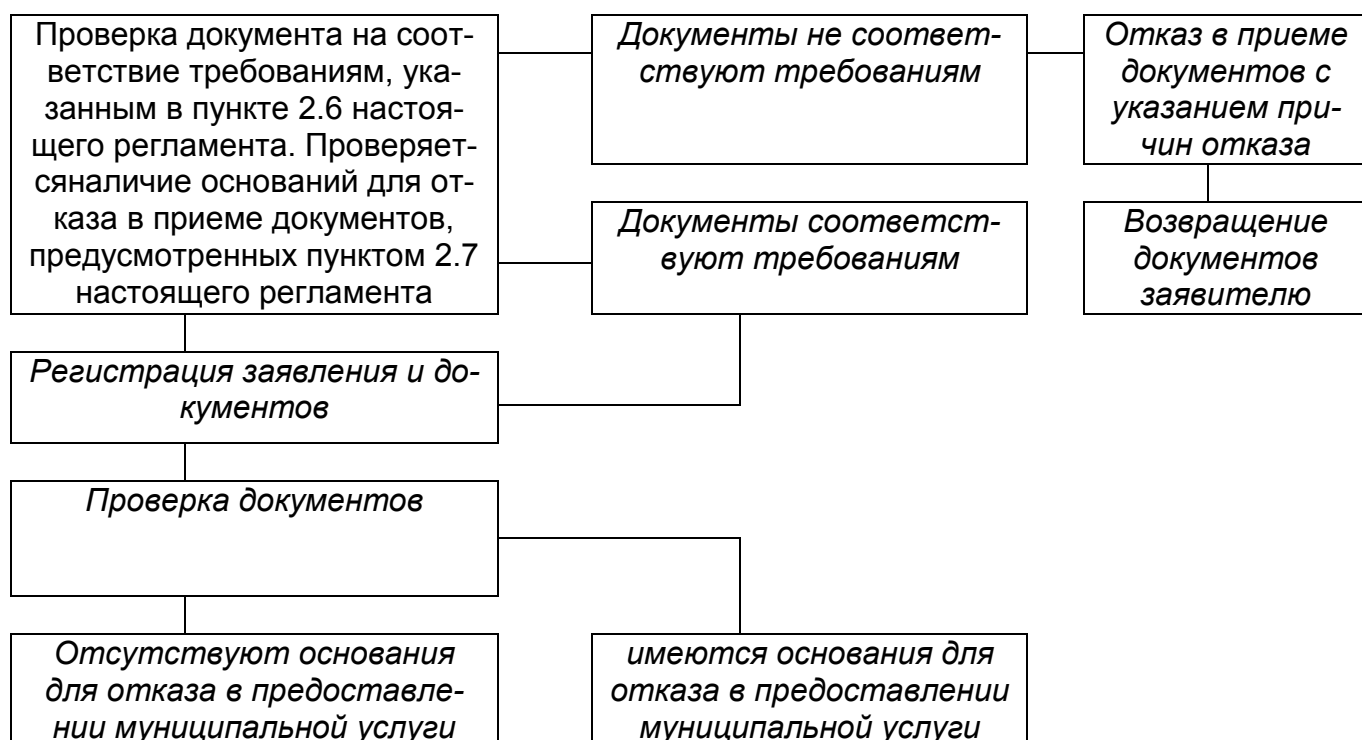 Проверка документа на соот-
ветствие требованиям, ука-
занным в пункте 2.6 настоя-
щего регламента. Проверяет-
сяналичие оснований для от-
каза в приеме документов,
предусмотренных пунктом 2.7
настоящего регламента
Документы не соответ-
ствуют требованиям
Отказ в приеме
документов с
указанием при-
чин отказа
Документы соответст-
вуют требованиям
Возвращение
документов
заявителю
Регистрация заявления и до-
кументов
Проверка документов
Отсутствуют основания
для отказа в предоставле-
нии муниципальной услуги
имеются основания для
отказа в предоставлении
муниципальной услуги